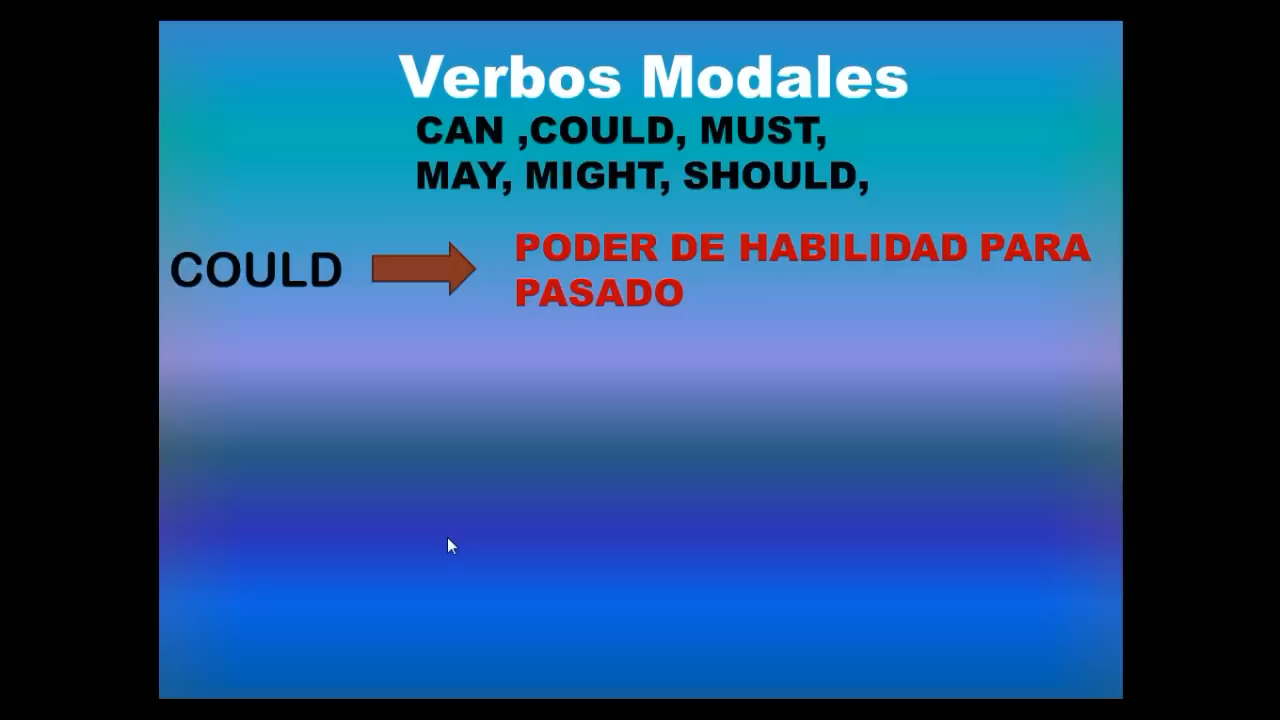 Verbos Modales
CAN ,COULD, MUST,
MAY, MIGHT, SHOULD,
COULD
PODER DE HABILIDAD PARA
PASADO